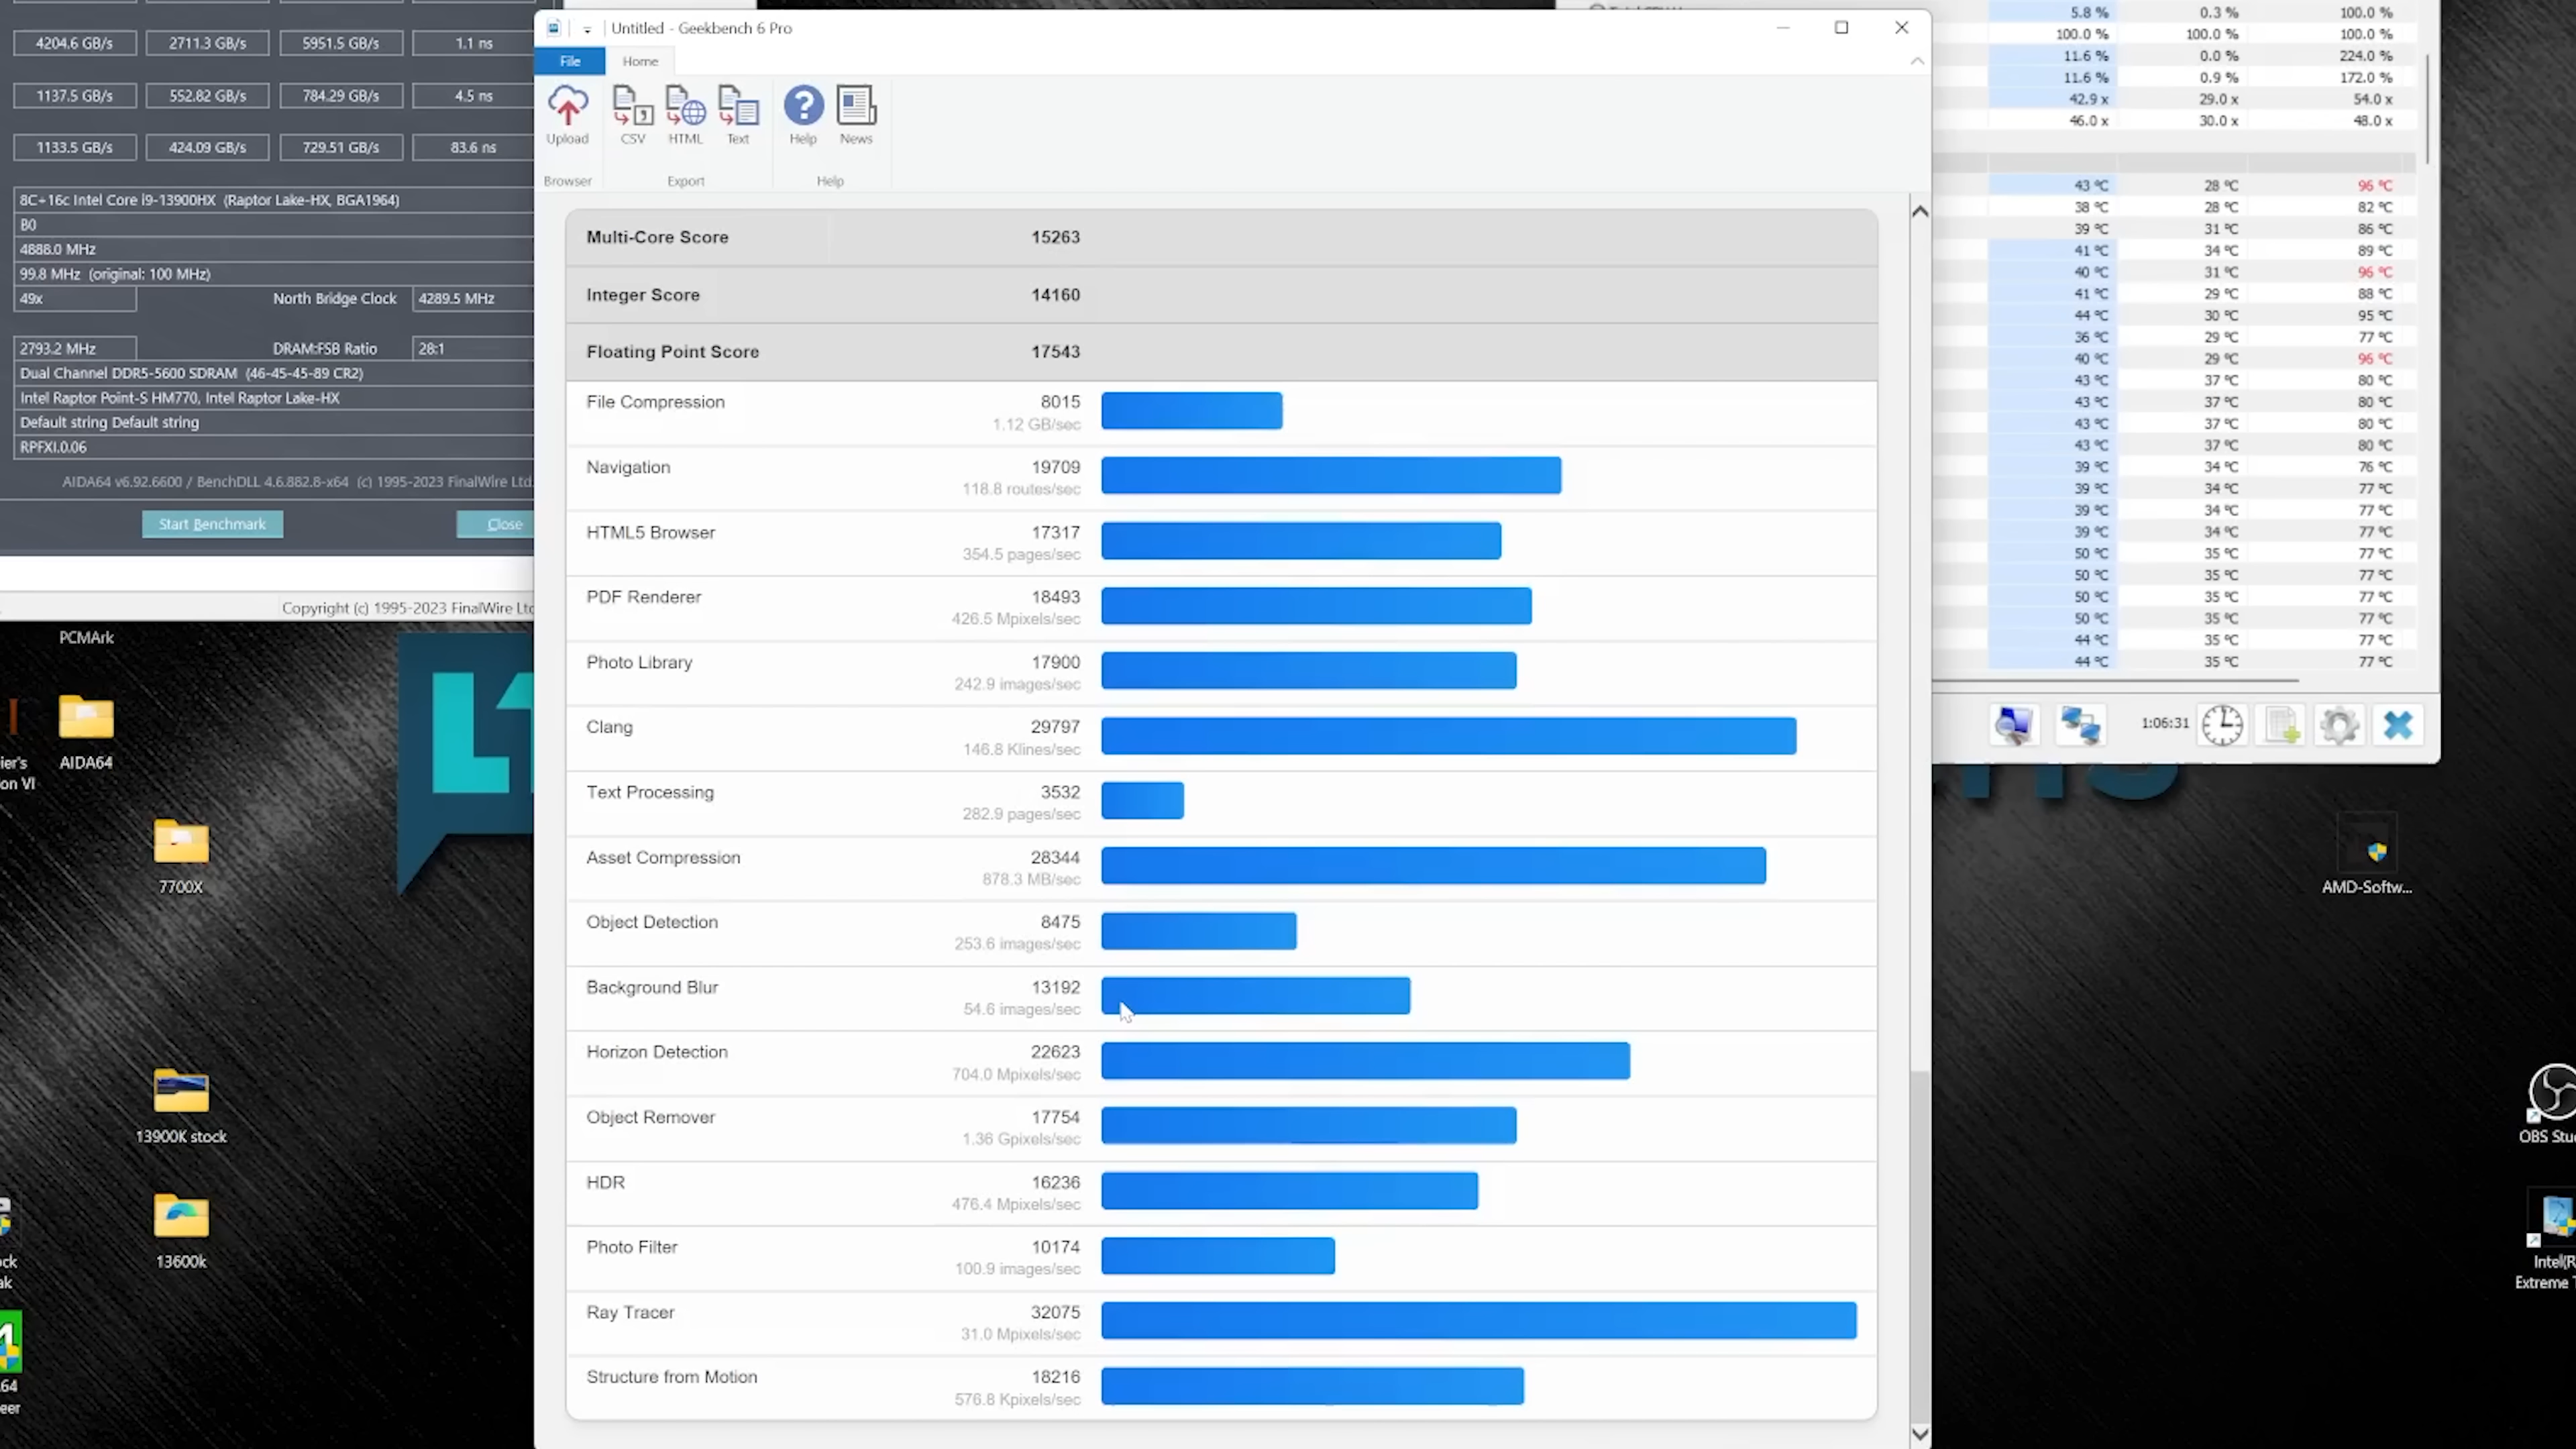 4204.6 GB/s 2711.3 GB/s 5951.5 GB/s 1.1 ns
1137.5 GB/s 552.82 GB/s 784.29 GB/s 4.5 ns
1133.5 GB/s 424.09 GB/s 729.51 GB/s 83.6 ns
8C+16c Intel Core i9-13900HX (Raptor Lake-HX, BGA1964)
B0
4888.0 MHz
99.8 MHz (original: 100 MHz)
49x North Bridge Clock 4289.5 MHz
2793.2 MHz DRAM:FSB Ratio 28:1
Dual Channel DDR5-5600 SDRAM (46-45-45-89 CR2)
Intel Raptor Point-S HM770, Intel Raptor Lake-HX
Default string Default string
RPFXI.0.06
AIDA64 v6.92.6600 / BenchDLL 4.6.882.8-x64 (c) 1995-2023 FinalWire Ltd.
Start Benchmark Close
Copyright (c) 1995-2023 FinalWire Ltd
PCMArk
ier's
on VI
AIDA64
7700X
13900K stock
13600k
ck
ak
64
eer
LT
Untitled - Geekbench 6 Pro
File Home
Upload CSV HTML Text Help News
Browser Export Help
Multi-Core Score 15263
Integer Score 14160
Floating Point Score 17543
File Compression 8015
1.12 GB/sec
Navigation 19709
118.8 routes/sec
HTML5 Browser 17317
354.5 pages/sec
PDF Renderer 18493
426.5 Mpixels/sec
Photo Library 17900
242.9 images/sec
Clang 29797
146.8 Klines/sec
Text Processing 3532
282.9 pages/sec
Asset Compression 28344
878.3 MB/sec
Object Detection 8475
253.6 images/sec
Background Blur 13192
54.6 images/sec
Horizon Detection 22623
704.0 Mpixels/sec
Object Remover 17754
1.36 Gpixels/sec
HDR 16236
476.4 Mpixels/sec
Photo Filter 10174
100.9 images/sec
Ray Tracer 32075
31.0 Mpixels/sec
Structure from Motion 18216
576.8 Kpixels/sec
5.8 % 0.3 % 100.0 %
100.0 % 100.0 % 100.0 %
11.6 % 0.0 % 224.0 %
11.6 % 0.9 % 172.0 %
42.9 x 29.0 x 54.0 x
46.0 x 30.0 x 48.0 x
43 °C 28 °C 96 °C
38 °C 28 °C 82 °C
39 °C 31 °C 86 °C
41 °C 34 °C 89 °C
40 °C 31 °C 96 °C
41 °C 29 °C 88 °C
44 °C 30 °C 95 °C
36 °C 29 °C 77 °C
40 °C 29 °C 96 °C
43 °C 37 °C 80 °C
43 °C 37 °C 80 °C
43 °C 37 °C 80 °C
43 °C 37 °C 80 °C
39 °C 34 °C 76 °C
39 °C 34 °C 77 °C
39 °C 34 °C 77 °C
39 °C 34 °C 77 °C
50 °C 35 °C 77 °C
50 °C 35 °C 77 °C
50 °C 35 °C 77 °C
50 °C 35 °C 77 °C
44 °C 35 °C 77 °C
44 °C 35 °C 77 °C
1:06:31
AMD-Softw...
OBS Stu
Intel(R
Extreme T